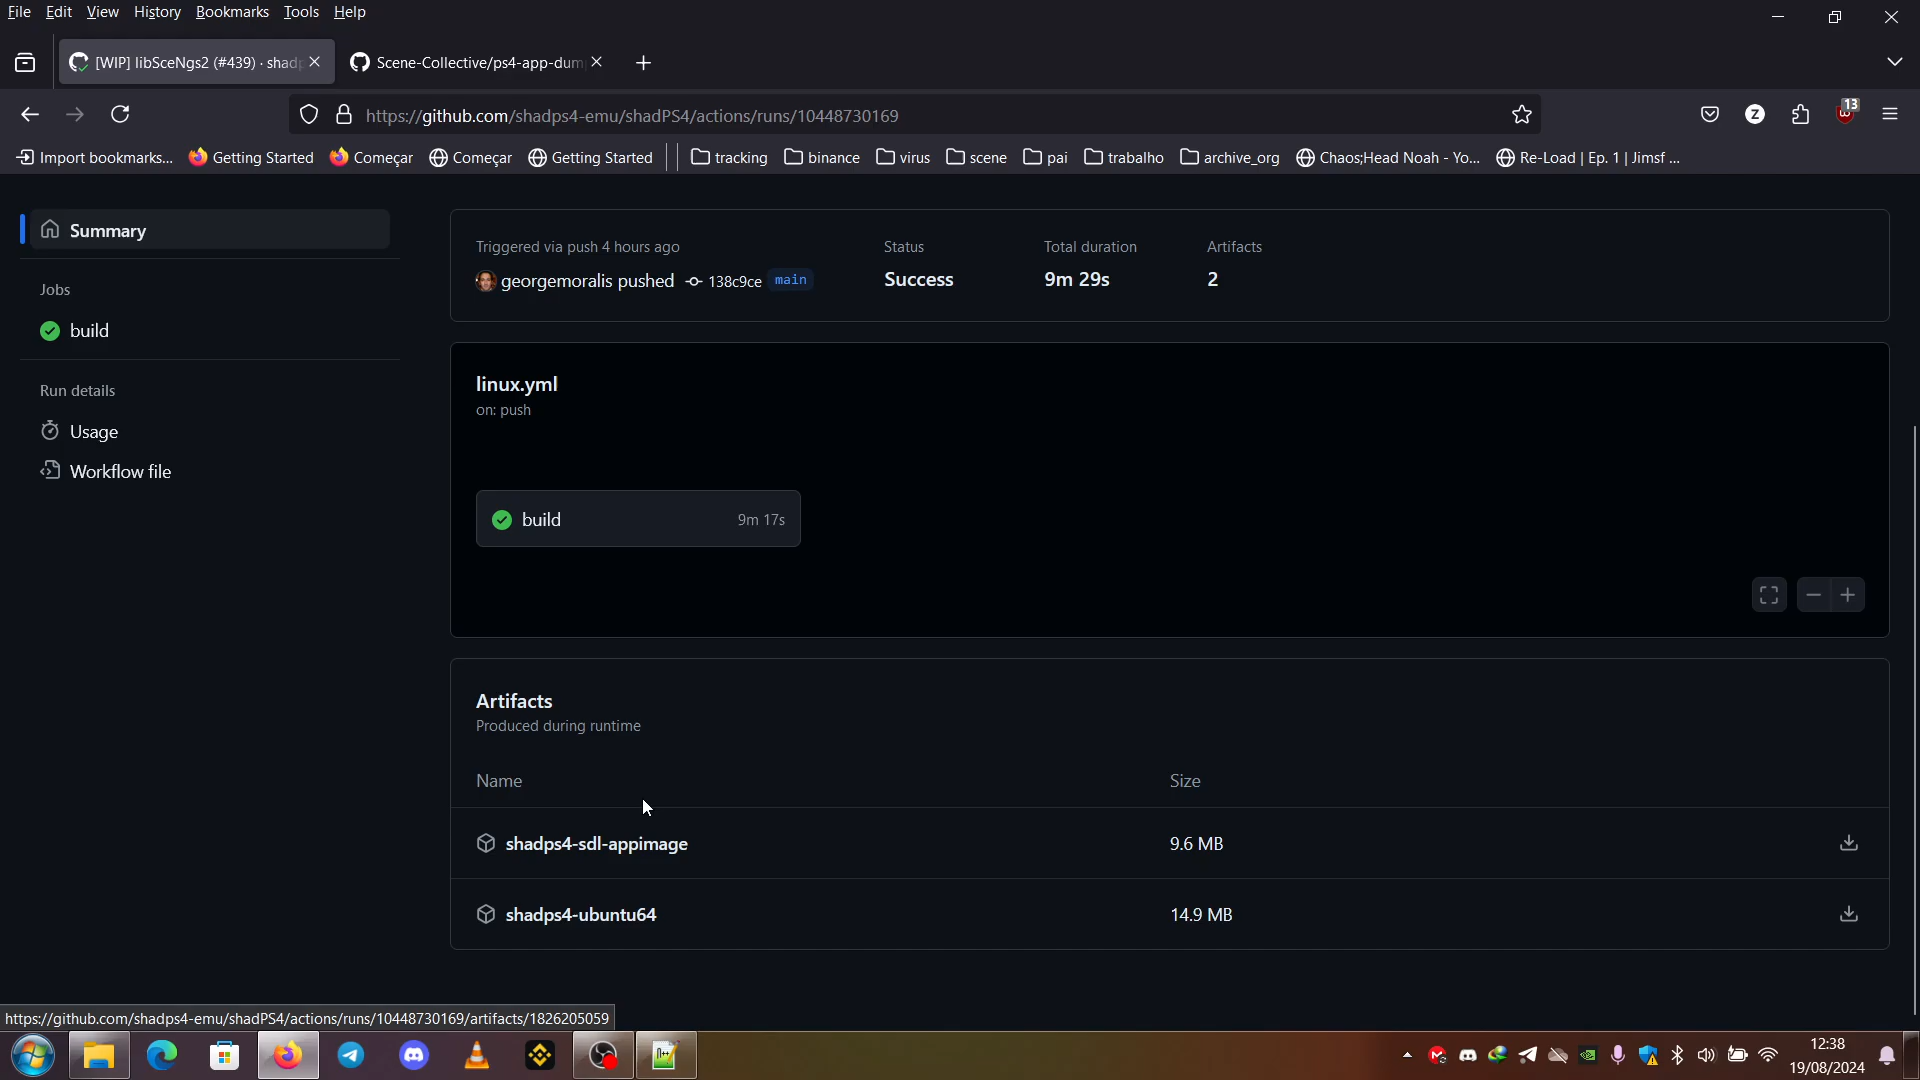 File Edit View History Bookmarks Tools Help
[WIP] libSceNgs2 (#439) · shadp
Scene-Collective/ps4-app-dum
https://github.com/shadps4-emu/shadPS4/actions/runs/10448730169
Z
13
Import bookmarks... Getting Started Começar Começar Getting Started tracking binance virus scene pai trabalho archive_org Chaos;Head Noah - Yo... Re-Load | Ep. 1 | Jimsf ...
Summary
Jobs
build
Run details
Usage
Workflow file
Triggered via push 4 hours ago
georgemoralis pushed 138c9ce main
Status
Success
Total duration
9m 29s
Artifacts
2
linux.yml
on: push
build 9m 17s
Artifacts
Produced during runtime
Name Size
shadps4-sdl-appimage 9.6 MB
shadps4-ubuntu64 14.9 MB
https://github.com/shadps4-emu/shadPS4/actions/runs/10448730169/artifacts/1826205059
12:38
19/08/2024